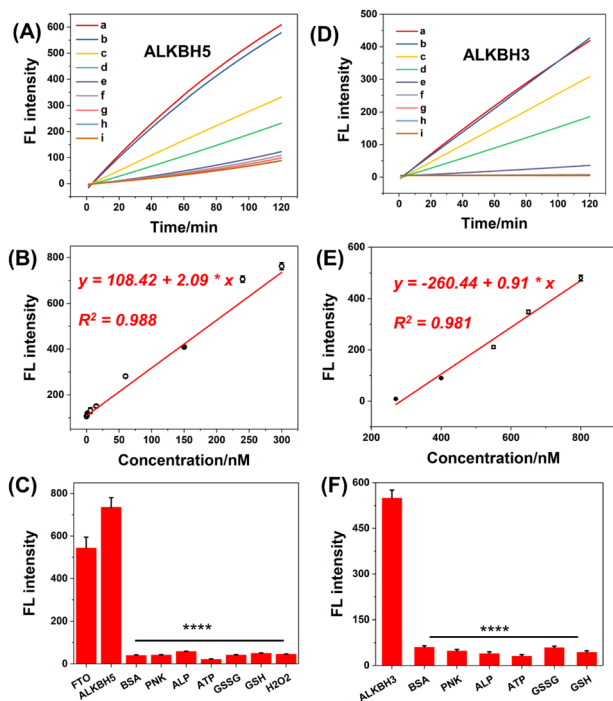 (A)
FL intensity
600
500
400
300
200
100
0
a
b
c
d
e
f
g
h
i
ALKBH5
0 20 40 60 80 100 120
Time/min
(D)
FL intensity
400
300
200
100
0
a
b
c
d
e
f
g
h
i
ALKBH3
0 20 40 60 80 100 120
Time/min
(B)
FL intensity
800
600
400
200
y = 108.42 + 2.09 * x
R² = 0.988
0 50 100 150 200 250 300
Concentration/nM
(E)
FL intensity
600
400
200
0
y = -260.44 + 0.91 * x
R² = 0.981
200 400 600 800
Concentration/nM
(C)
FL intensity
800
600
400
200
0
****
FTO ALKBH5 BSA PNK ALP ATP GSSG GSH H2O2
(F)
FL intensity
600
450
300
150
0
****
ALKBH3 BSA PNK ALP ATP GSSG GSH